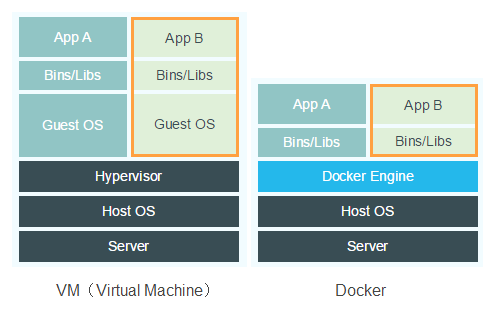 App A
App B
Bins/Libs
Bins/Libs
Guest OS
Guest OS
Hypervisor
Host OS
Server
VM（Virtual Machine）
App A
App B
Bins/Libs
Bins/Libs
Docker Engine
Host OS
Server
Docker